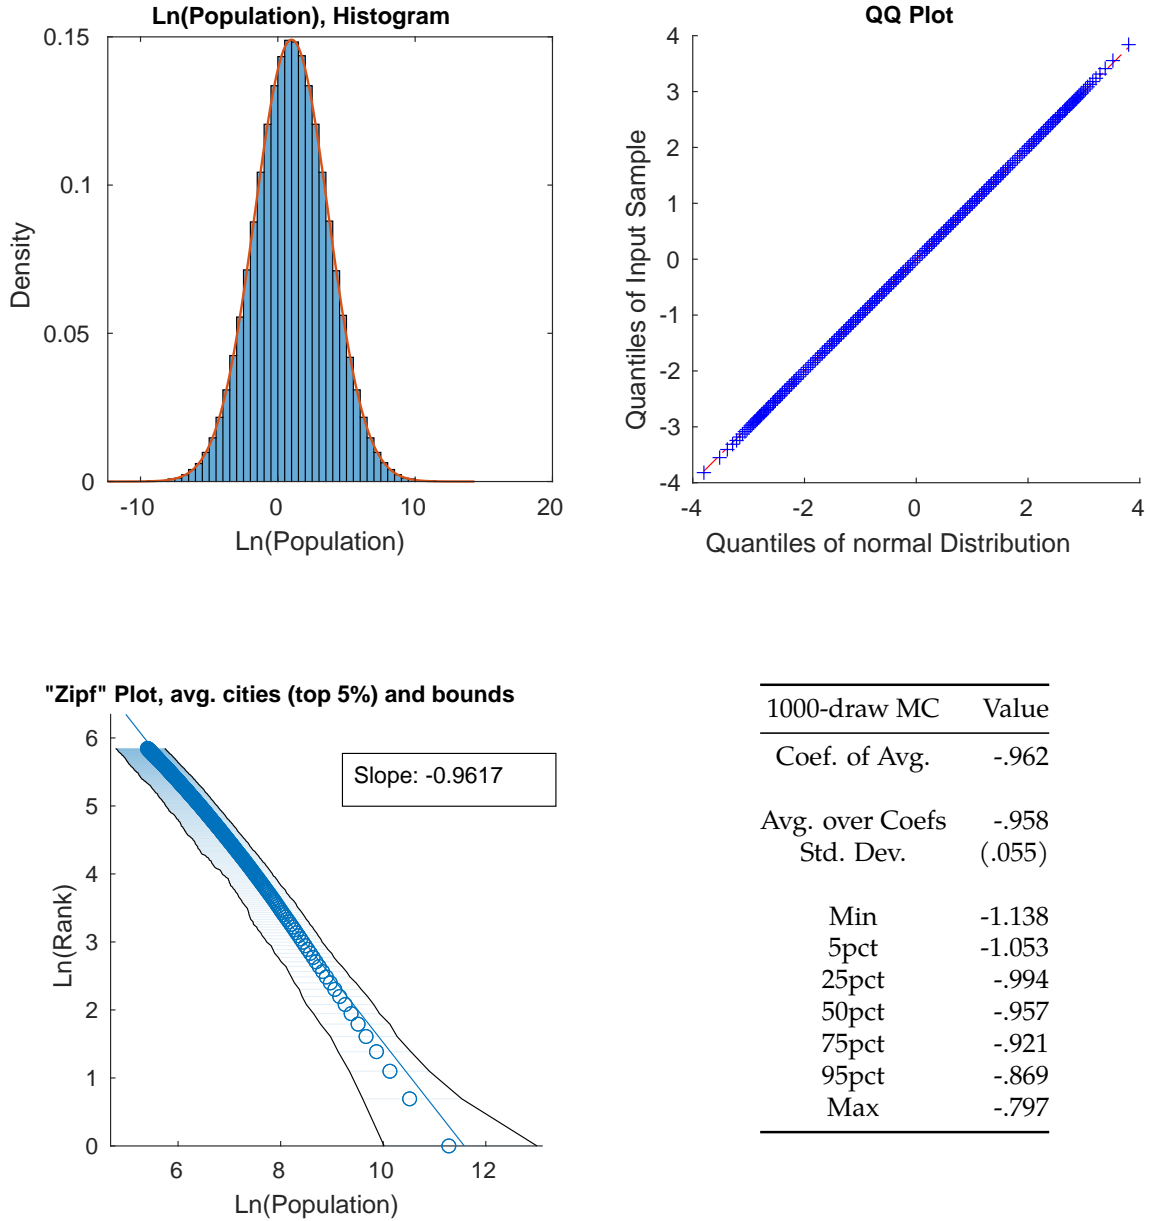 Ln(Population), Histogram
0.15
0.1
0.05
0
Density
-10 0 10 20
Ln(Population)
QQ Plot
4
3
2
1
0
-1
-2
-3
-4
Quantiles of Input Sample
-4 -2 0 2 4
Quantiles of normal Distribution
"Zipf" Plot, avg. cities (top 5%) and bounds
6
5
4
3
2
1
0
Ln(Rank)
Slope: -0.9617
6 8 10 12
Ln(Population)
1000-draw MC Value
Coef. of Avg. -.962
Avg. over Coefs -.958
Std. Dev. (.055)
Min -1.138
5pct -1.053
25pct -.994
50pct -.957
75pct -.921
95pct -.869
Max -.797